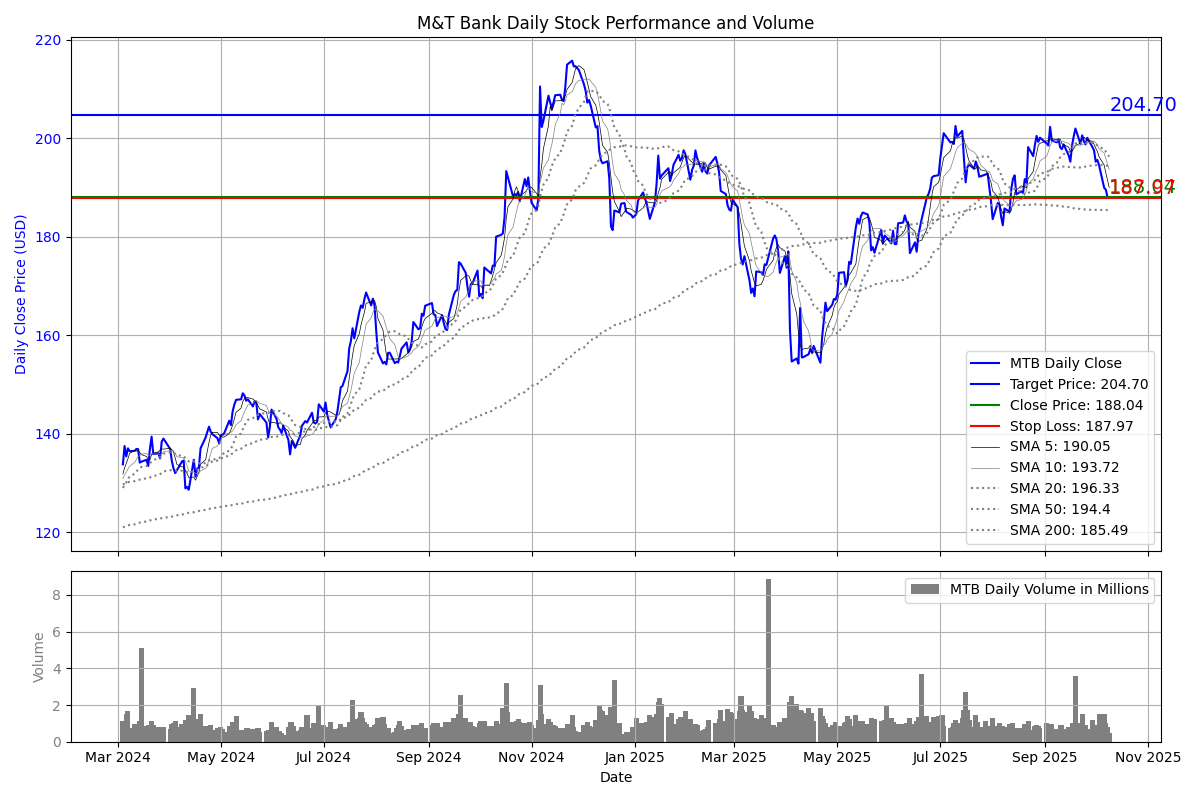 M&T Bank Daily Stock Performance and Volume
220
200
180
160
140
120
Daily Close Price (USD)
204.70
188.04
187.97
MTB Daily Close
Target Price: 204.70
Close Price: 188.04
Stop Loss: 187.97
SMA 5: 190.05
SMA 10: 193.72
SMA 20: 196.33
SMA 50: 194.4
SMA 200: 185.49
8
6
4
2
0
Volume
MTB Daily Volume in Millions
Mar 2024 May 2024 Jul 2024 Sep 2024 Nov 2024 Jan 2025 Mar 2025 May 2025 Jul 2025 Sep 2025 Nov 2025
Date